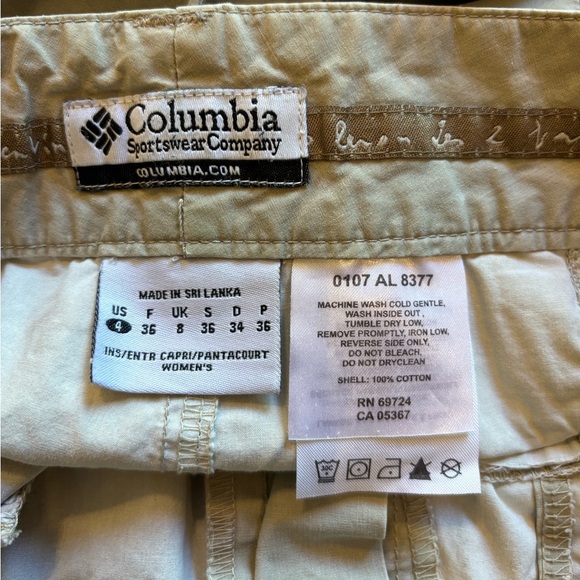 Columbia
Sportswear Company
COLUMBIA.COM
MADE IN SRI LANKA
US F UK S D P
4 36 8 36 34 36
INS/ENTR CAPRI/PANTACOURT
WOMEN'S
0107 AL 8377
MACHINE WASH COLD GENTLE,
WASH INSIDE OUT,
TUMBLE DRY LOW,
REMOVE PROMPTLY, IRON LOW,
REVERSE SIDE ONLY,
DO NOT BLEACH,
DO NOT DRYCLEAN
SHELL: 100% COTTON
RN 69724
CA 05367
30C